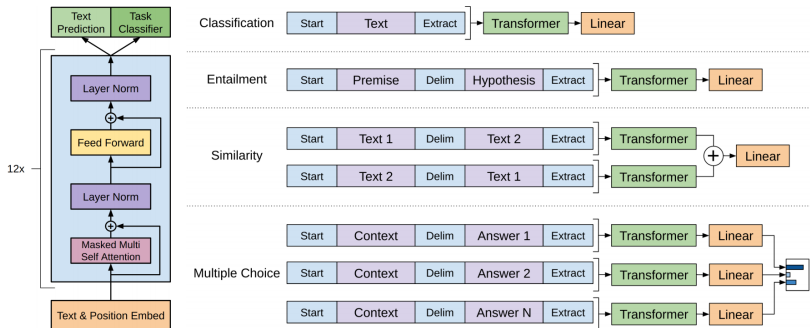 Text
Prediction
Task
Classifier
12x
Layer Norm
+
Feed Forward
Layer Norm
+
Masked Multi
Self Attention
Text & Position Embed
Classification
Start Text Extract Transformer Linear
Entailment
Start Premise Delim Hypothesis Extract Transformer Linear
Similarity
Start Text 1 Delim Text 2 Extract Transformer
+ Linear
Start Text 2 Delim Text 1 Extract Transformer
Multiple Choice
Start Context Delim Answer 1 Extract Transformer Linear
Start Context Delim Answer 2 Extract Transformer Linear
Start Context Delim Answer N Extract Transformer Linear